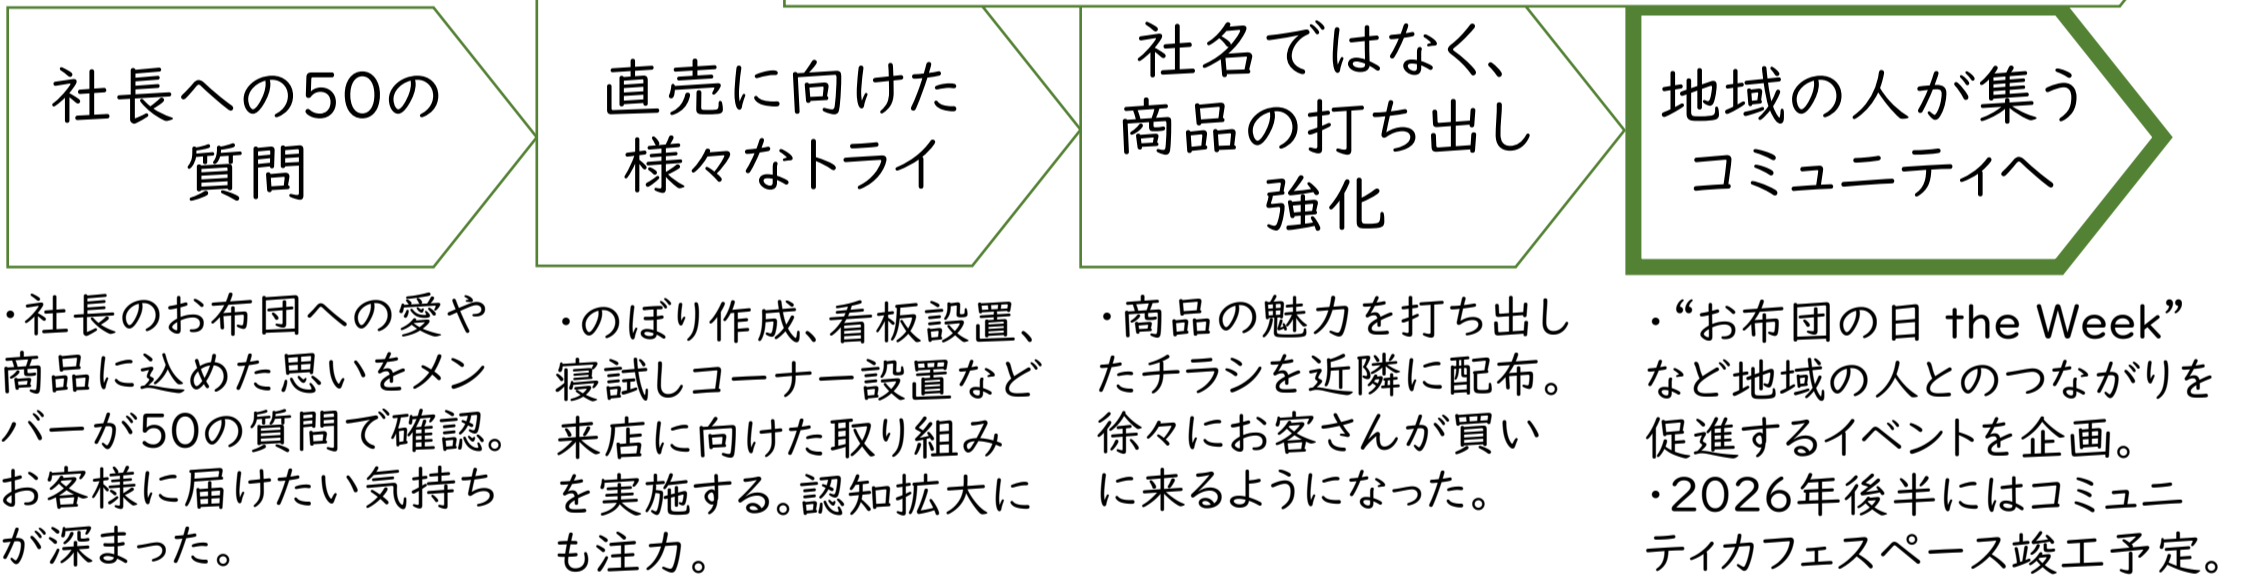 社長への50の
質問
直売に向けた
様々なトライ
社名ではなく、
商品の打ち出し
強化
地域の人が集う
コミュニティへ
・社長のお布団への愛や
商品に込めた思いをメン
バーが50の質問で確認。
お客様に届けたい気持ち
が深まった。
・のぼり作成、看板設置、
寝試しコーナー設置など
来店に向けた取り組み
を実施する。認知拡大に
も注力。
・商品の魅力を打ち出し
たチラシを近隣に配布。
徐々にお客さんが買い
に来るようになった。
・“お布団の日 the Week”
など地域の人とのつながりを
促進するイベントを企画。
・2026年後半にはコミュニ
ティカフェスペース竣工予定。